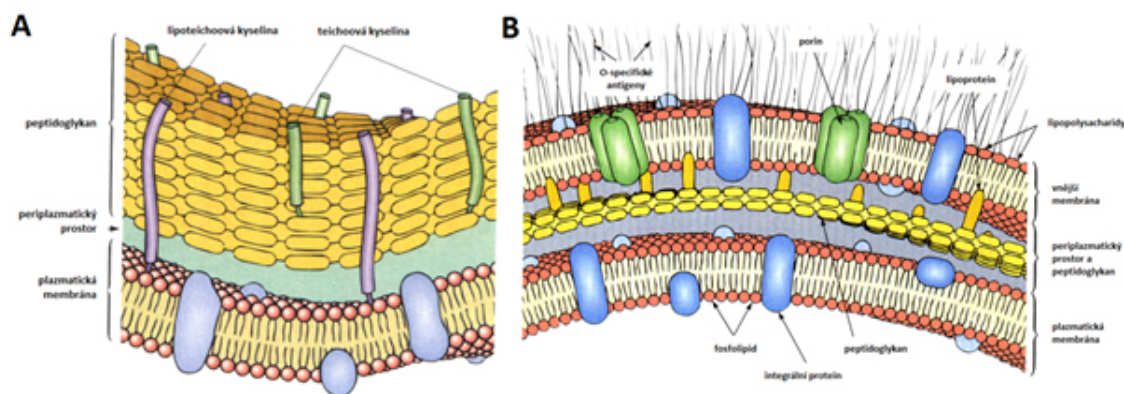 A
lipoteichoová kyselina
teichoová kyselina
peptidoglykan
periplazmatický
prostor
plazmatická
membrána
B
O-specifické
antigeny
porin
lipoprotein
lipopolysacharidy
vnější
membrána
periplazmatický
prostor a
peptidoglykan
plazmatická
membrána
fosfolipid
integrální protein
peptidoglykan